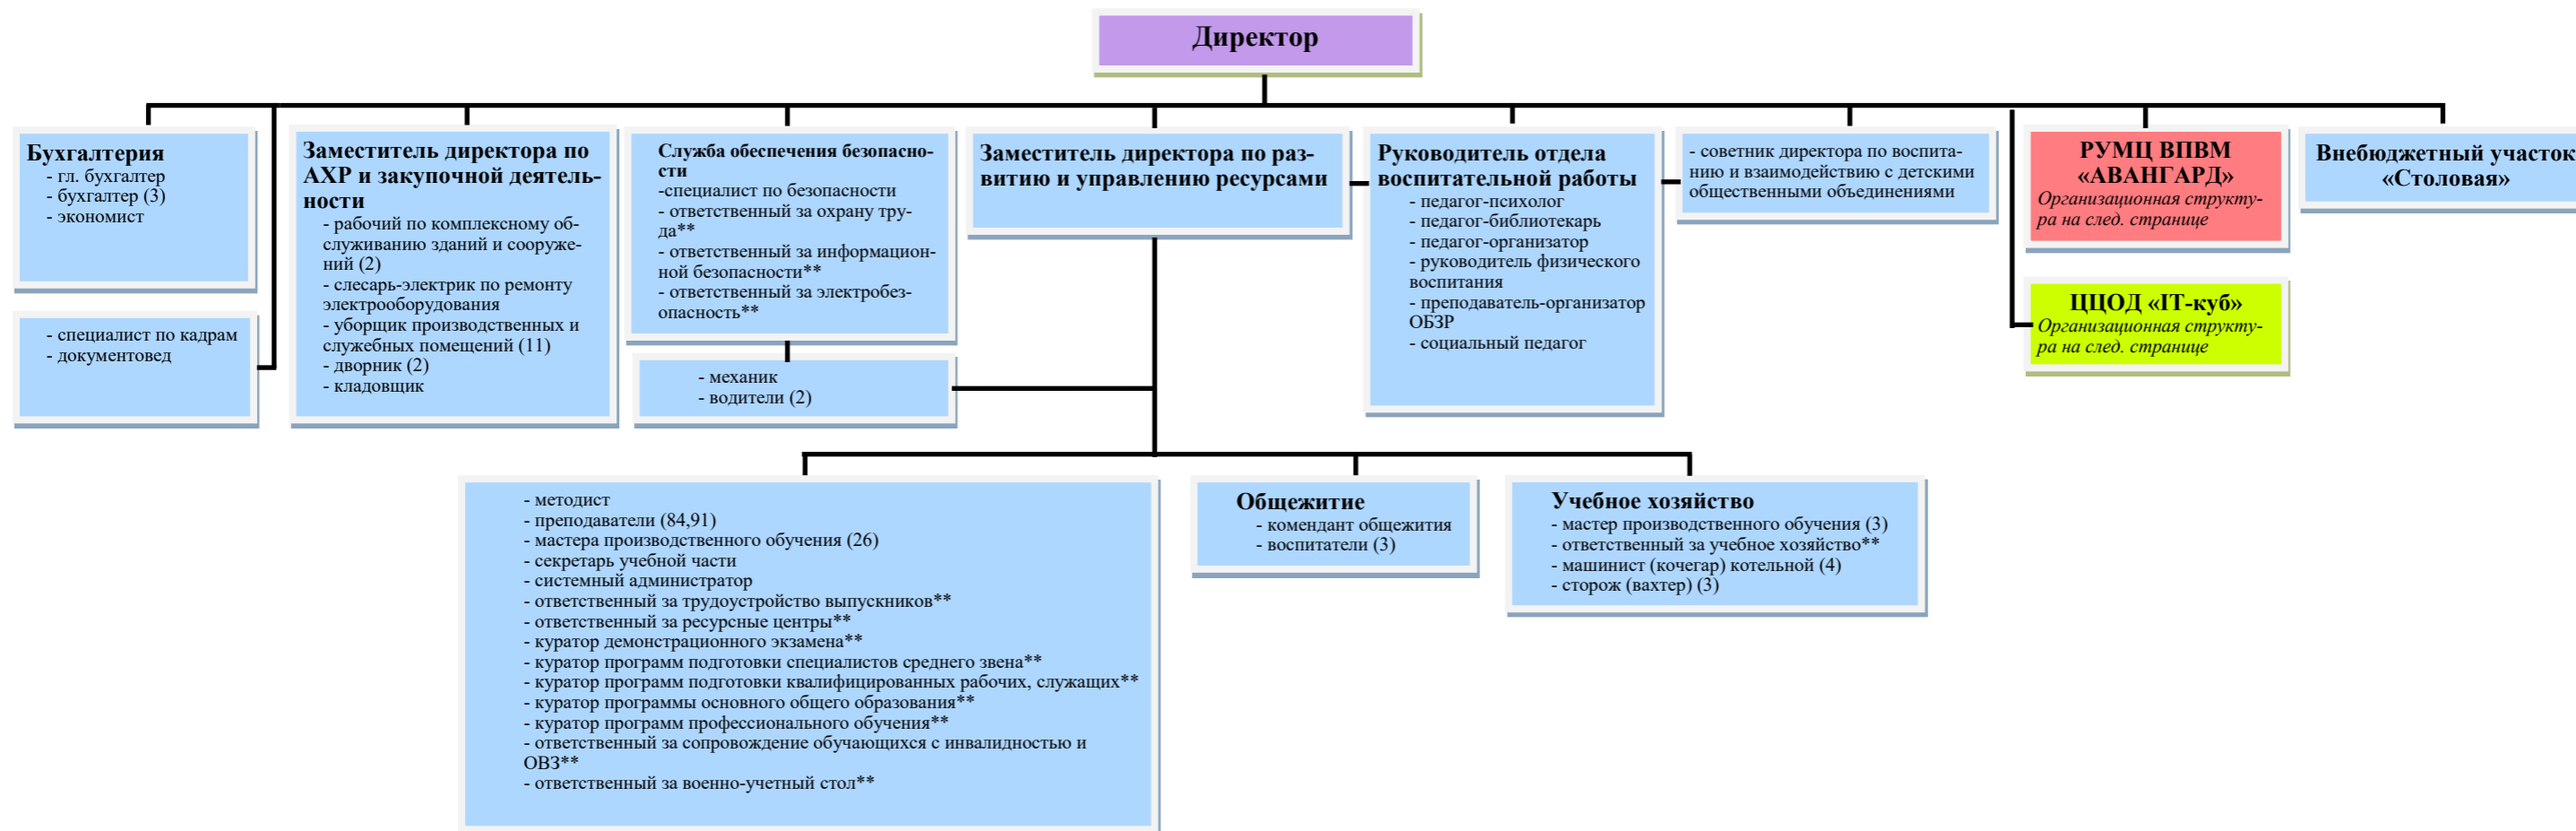 Директор
Бухгалтерия
- гл. бухгалтер
- бухгалтер (3)
- экономист
- специалист по кадрам
- документовед
Заместитель директора по
АХР и закупочной деятель-
ности
- рабочий по комплексному об-
служиванию зданий и сооруже-
ний (2)
- слесарь-электрик по ремонту
электрооборудования
- уборщик производственных и
служебных помещений (11)
- дворник (2)
- кладовщик
Служба обеспечения безопасно-
сти
-специалист по безопасности
- ответственный за охрану тру-
да**
- ответственный за информацион-
ной безопасности**
- ответственный за электробез-
опасность**
- механик
- водители (2)
Заместитель директора по раз-
витию и управлению ресурсами
Руководитель отдела
воспитательной работы
- педагог-психолог
- педагог-библиотекарь
- педагог-организатор
- руководитель физического
воспитания
- преподаватель-организатор
ОБЗР
- социальный педагог
- советник директора по воспита-
нию и взаимодействию с детскими
общественными объединениями
РУМЦ ВПВМ
«АВАНГАРД»
Организационная структу-
ра на след. странице
ЦЦОД «IT-куб»
Организационная структу-
ра на след. странице
Внебюджетный участок
«Столовая»
- методист
- преподаватели (84,91)
- мастера производственного обучения (26)
- секретарь учебной части
- системный администратор
- ответственный за трудоустройство выпускников**
- ответственный за ресурсные центры**
- куратор демонстрационного экзамена**
- куратор программ подготовки специалистов среднего звена**
- куратор программ подготовки квалифицированных рабочих, служащих**
- куратор программы основного общего образования**
- куратор программ профессионального обучения**
- ответственный за сопровождение обучающихся с инвалидностью и
ОВЗ**
- ответственный за военно-учетный стол**
Общежитие
- комендант общежития
- воспитатели (3)
Учебное хозяйство
- мастер производственного обучения (3)
- ответственный за учебное хозяйство**
- машинист (кочегар) котельной (4)
- сторож (вахтер) (3)